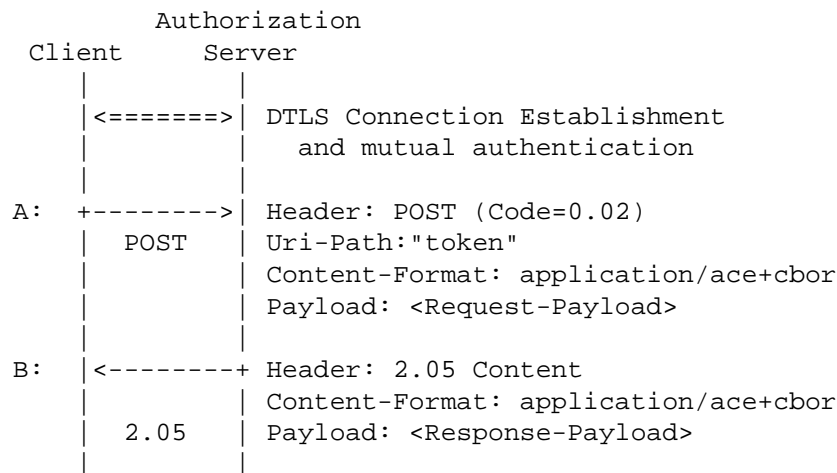 Authorization
Client Server
| |
|<=======>| DTLS Connection Establishment
| | and mutual authentication
| |
A: +-------->| Header: POST (Code=0.02)
| POST | Uri-Path:"token"
| | Content-Format: application/ace+cbor
| | Payload: <Request-Payload>
| |
B: |<--------+ Header: 2.05 Content
| | Content-Format: application/ace+cbor
| 2.05 | Payload: <Response-Payload>
| |